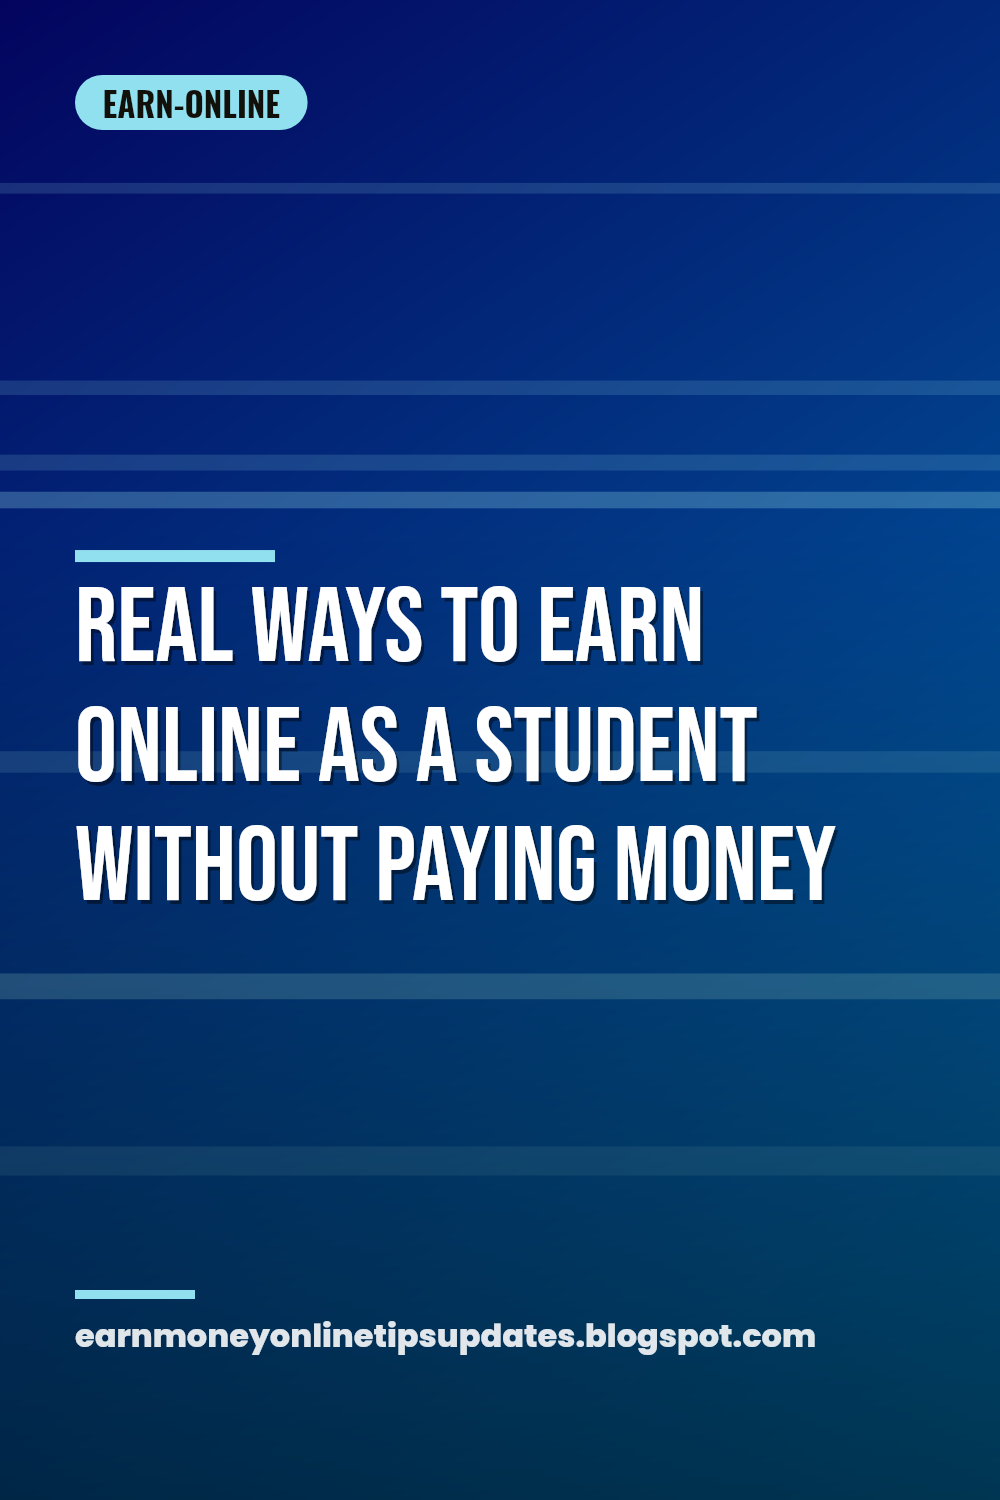 EARN-ONLINE
REAL WAYS TO EARN
ONLINE AS A STUDENT
WITHOUT PAYING MONEY
earnmoneyonlinetipsupdates.blogspot.com